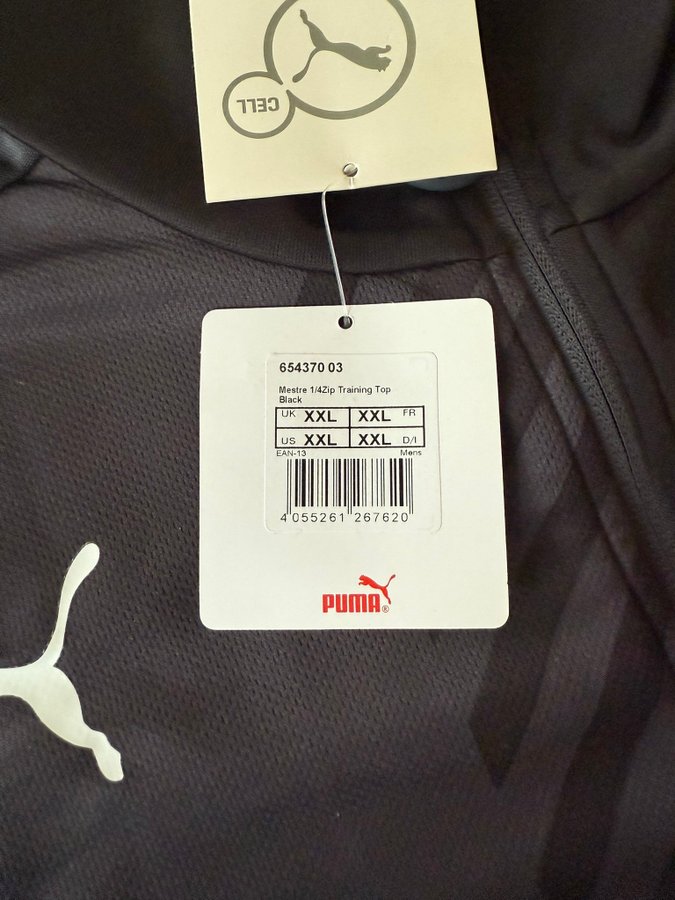 CELL
654370 03
Mestre 1/4Zip Training Top
Black
UK XXL XXL FR
US XXL XXL D/I
EAN-13 Mens
4 055261 267620
PUMA®